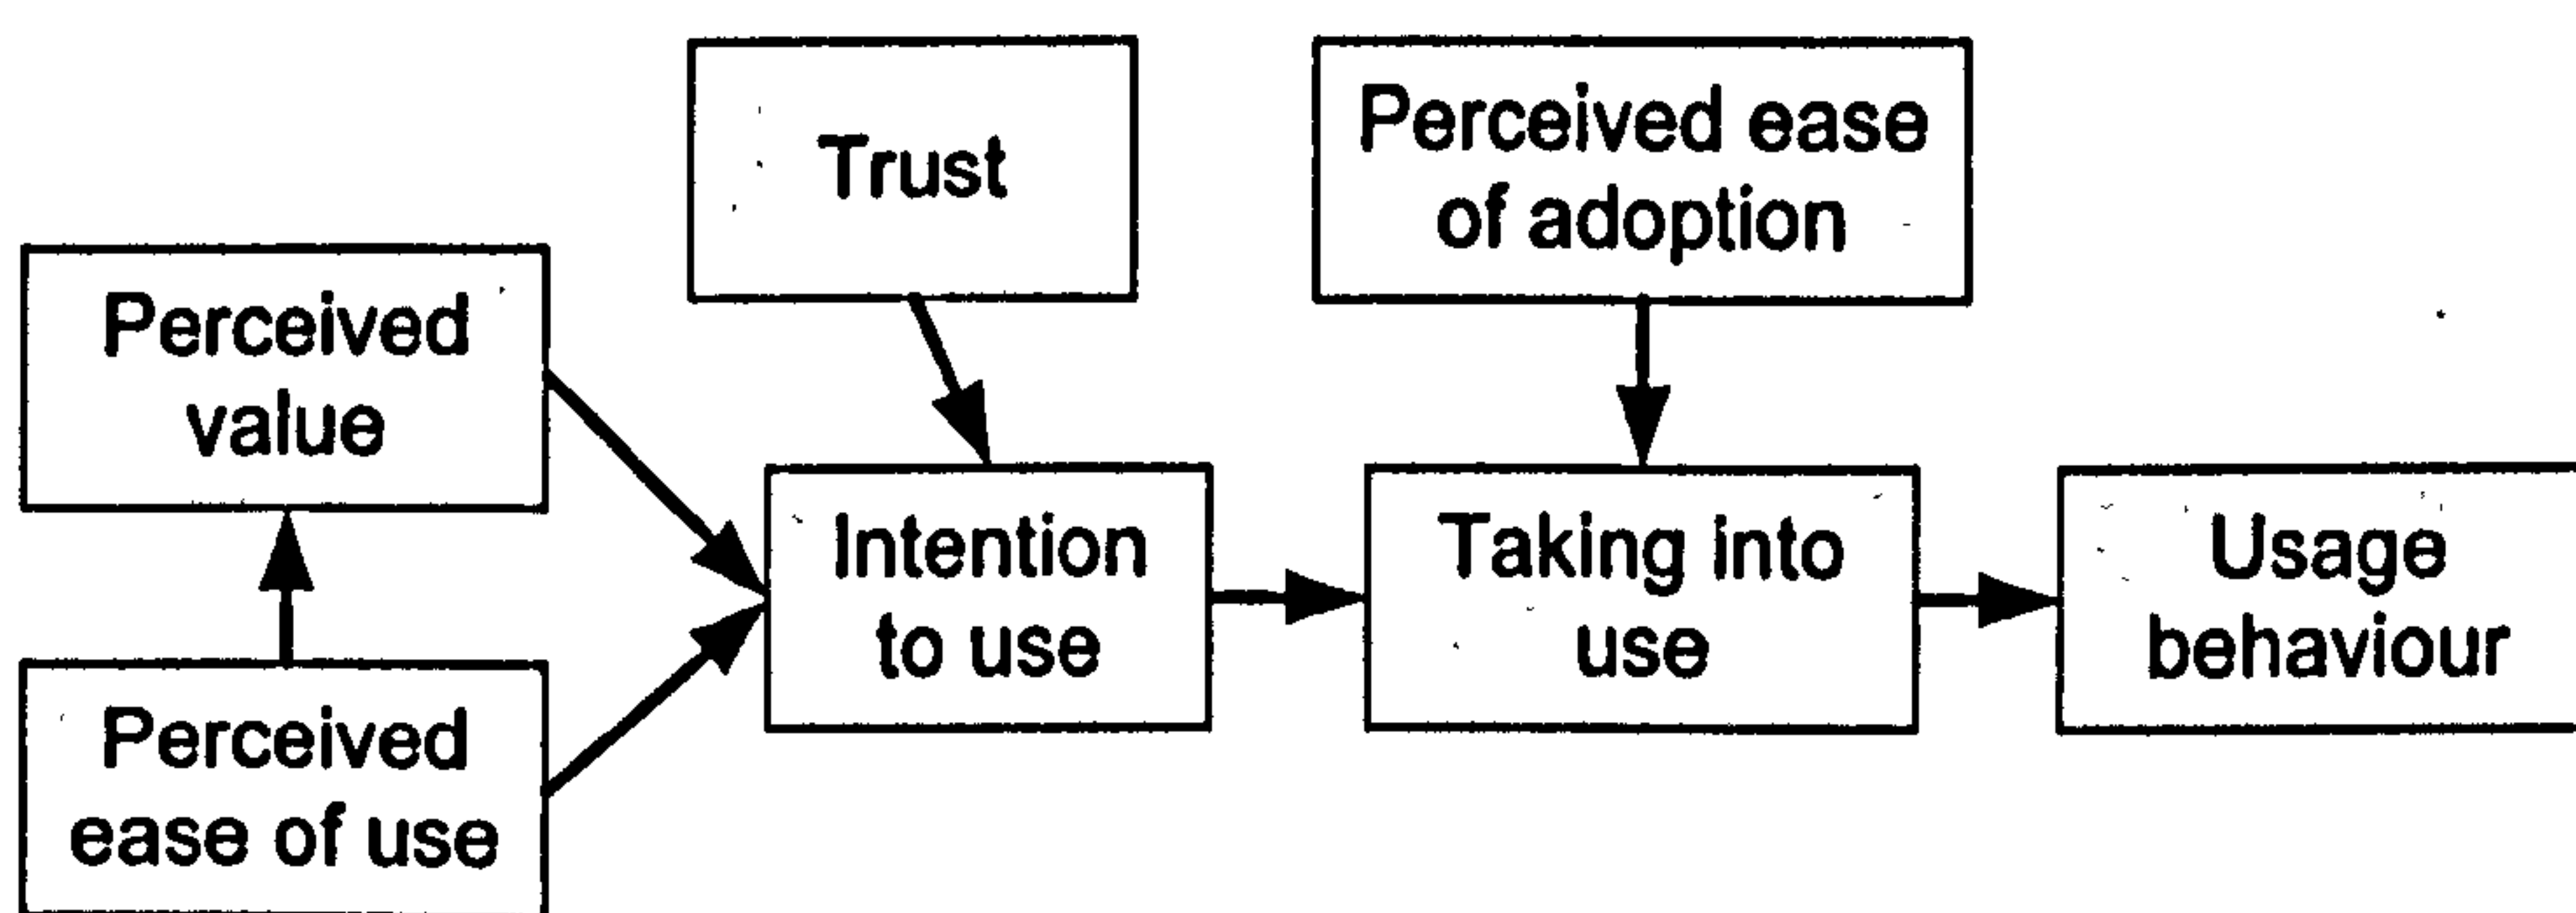 Trust
Perceived ease
of adoption
Perceived
value
Intention
to use
Taking into
use
Usage
behaviour
Perceived
ease of use